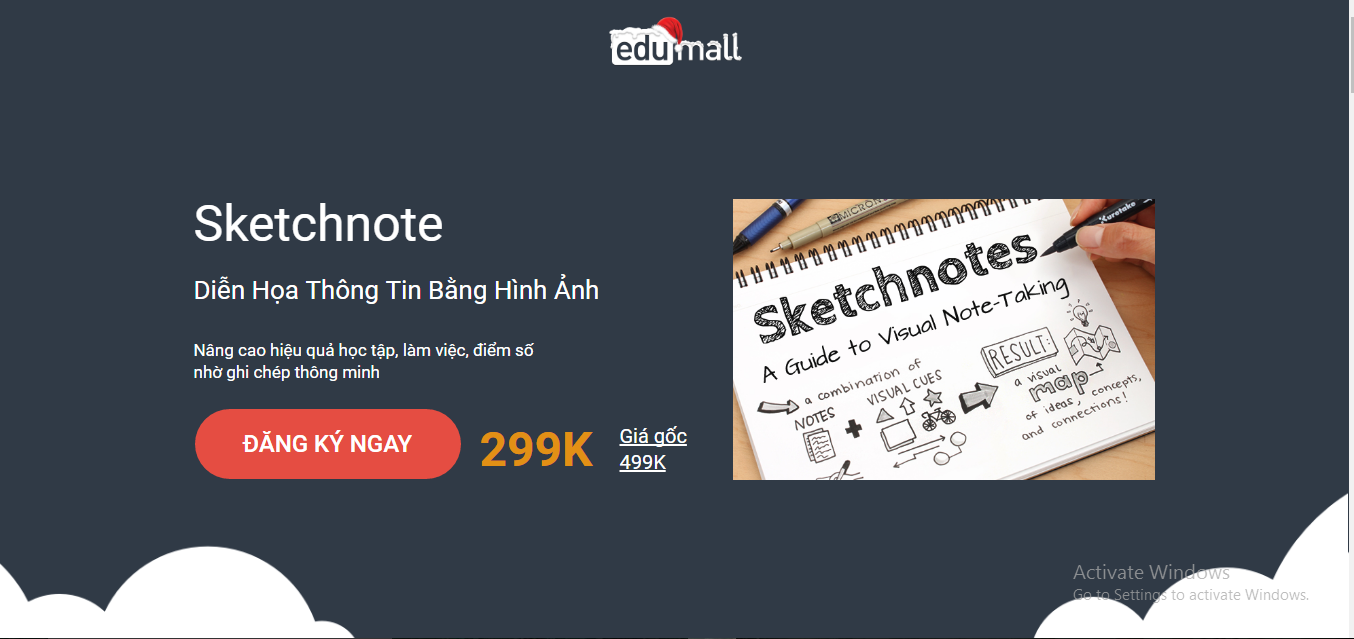 edumall
Sketchnote
Diễn Họa Thông Tin Bằng Hình Ảnh
Nâng cao hiệu quả học tập, làm việc, điểm số
nhờ ghi chép thông minh
ĐĂNG KÝ NGAY
299K
Giá gốc
499K
MICRON
Kuretake
Sketchnotes
A Guide to Visual Note-Taking
a combination of
NOTES
VISUAL CUES
+
RESULT:
a visual
map
of ideas, concepts,
and connections!
Activate Windows
Go to Settings to activate Windows.